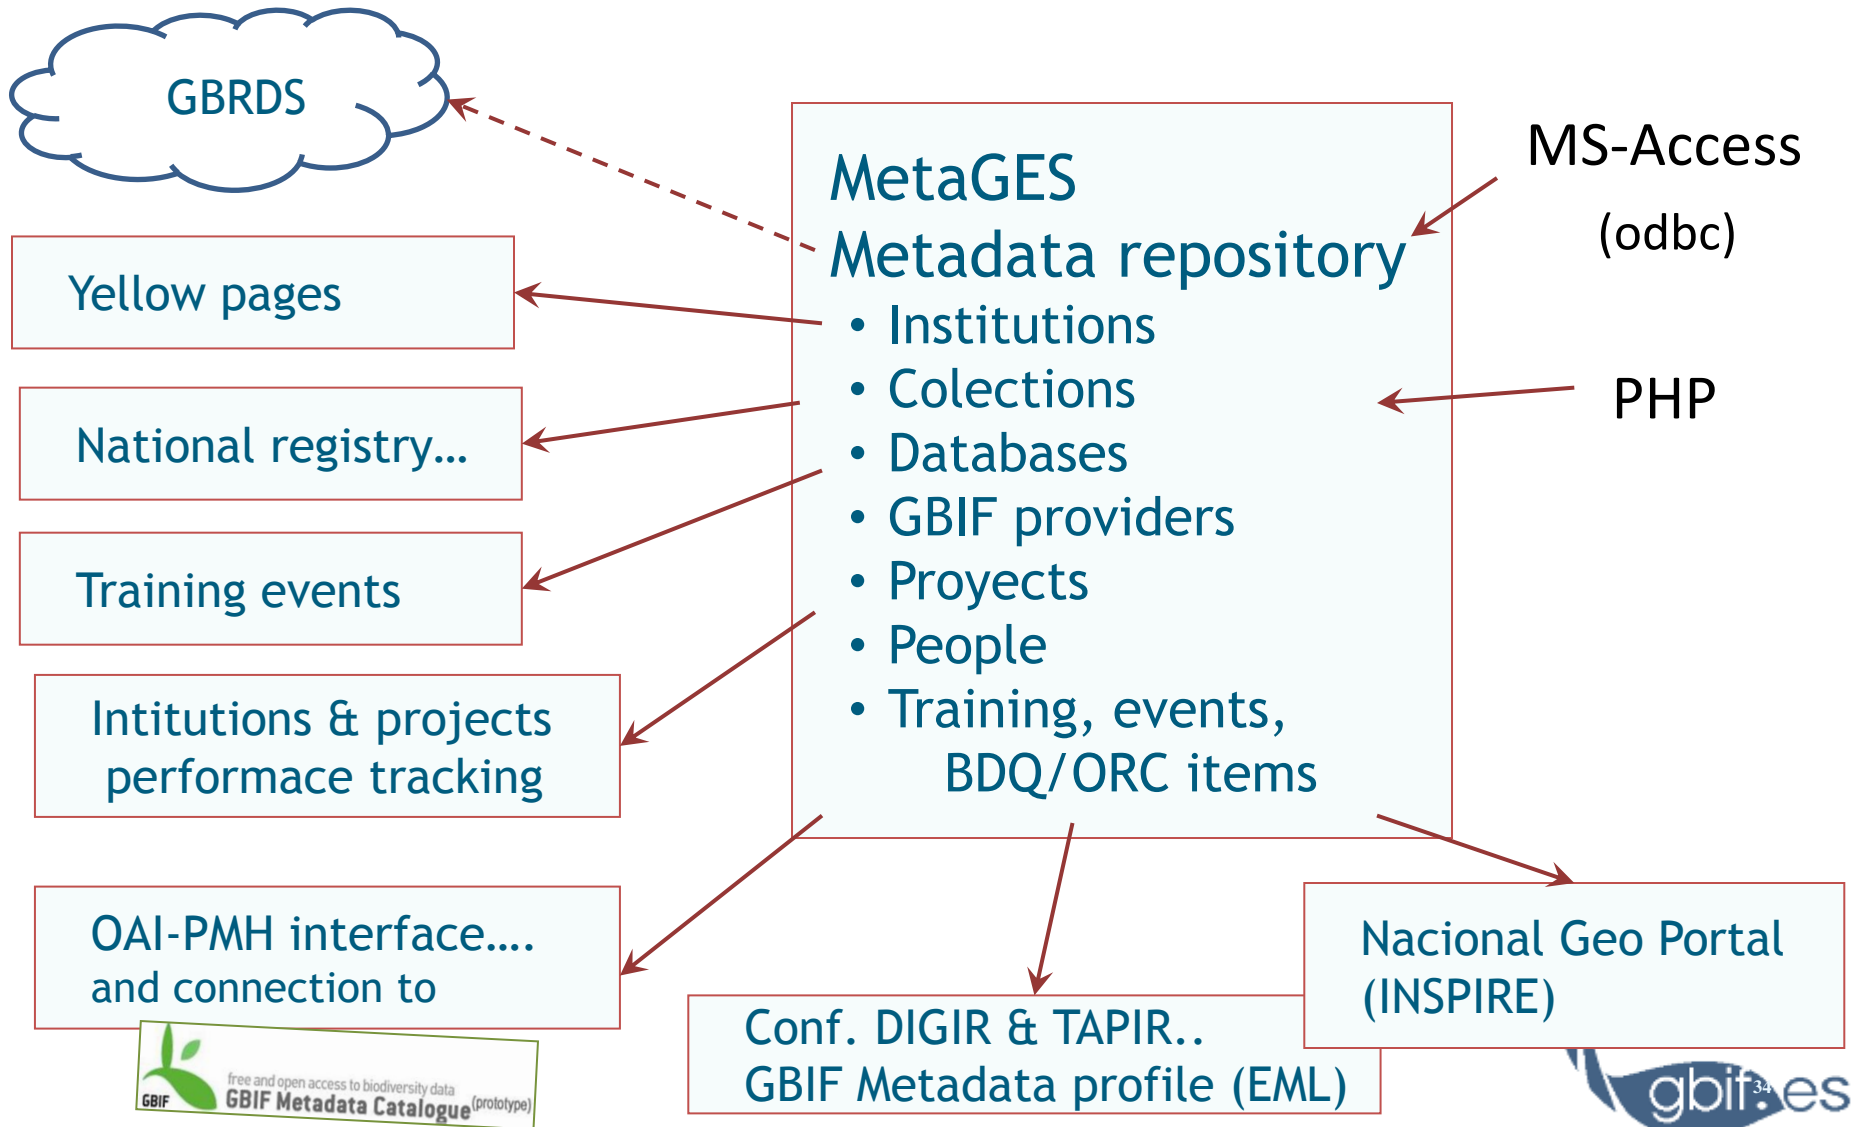 GBRDS
Yellow pages
National registry…
Training events
Intitutions & projects
performace tracking
OAI-PMH interface….
and connection to
GBIF
free and open access to biodiversity data
GBIF Metadata Catalogue (prototype)
MetaGES
Metadata repository
• Institutions
• Colections
• Databases
• GBIF providers
• Proyects
• People
• Training, events,
BDQ/ORC items
MS-Access
(odbc)
PHP
Conf. DIGIR & TAPIR..
GBIF Metadata profile (EML)
Nacional Geo Portal
(INSPIRE)
34
gbif.es